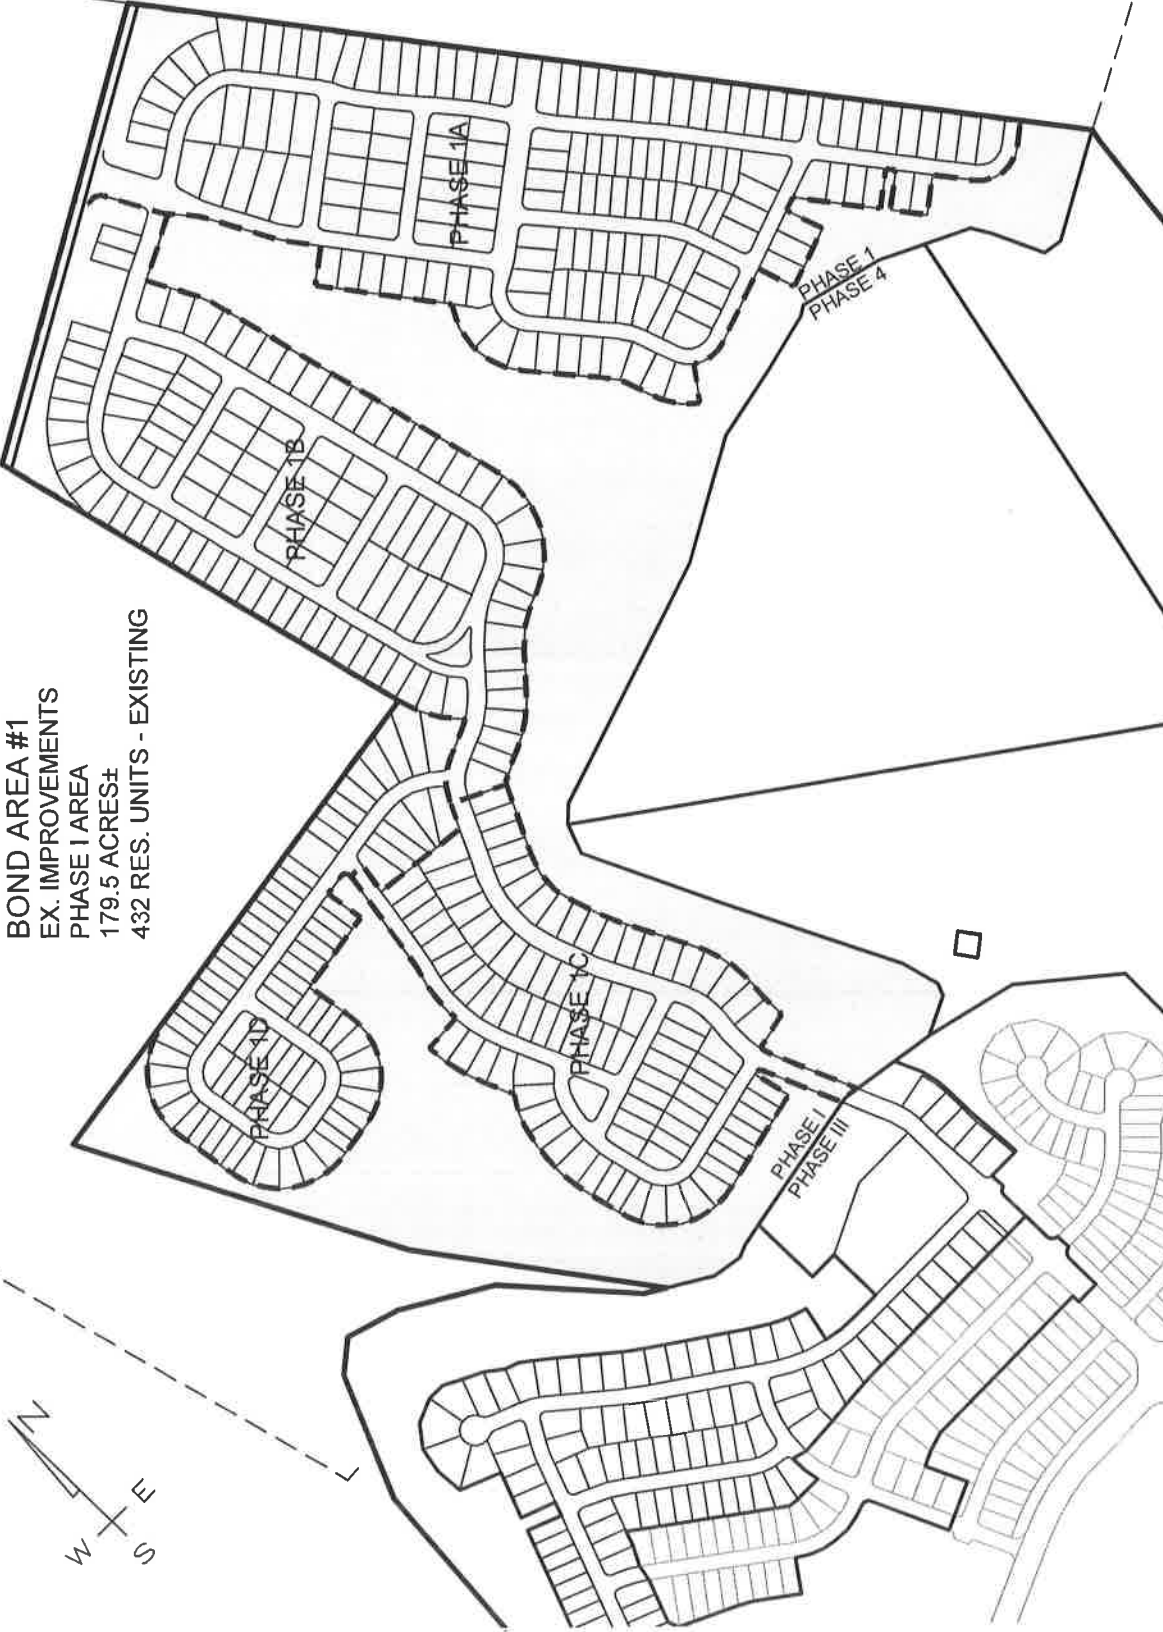 BOND AREA #1
EX. IMPROVEMENTS
PHASE I AREA
179.5 ACRES±
432 RES. UNITS - EXISTING
PHASE 1A
PHASE 1B
PHASE 1C
PHASE 1D
PHASE 1
PHASE 4
PHASE I
PHASE III
N
E
W
S